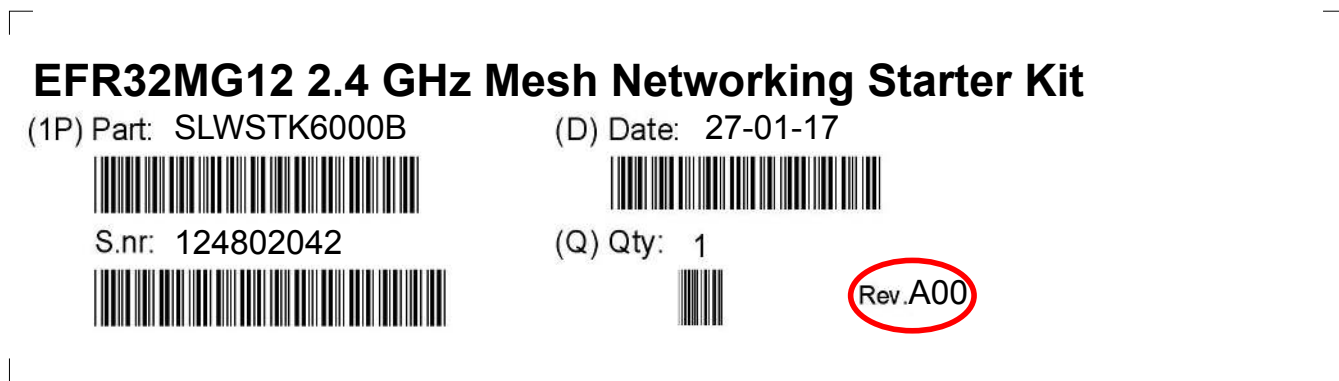 EFR32MG12 2.4 GHz Mesh Networking Starter Kit
(1P) Part: SLWSTK6000B (D) Date: 27-01-17
S.nr: 124802042 (Q) Qty: 1
Rev.A00